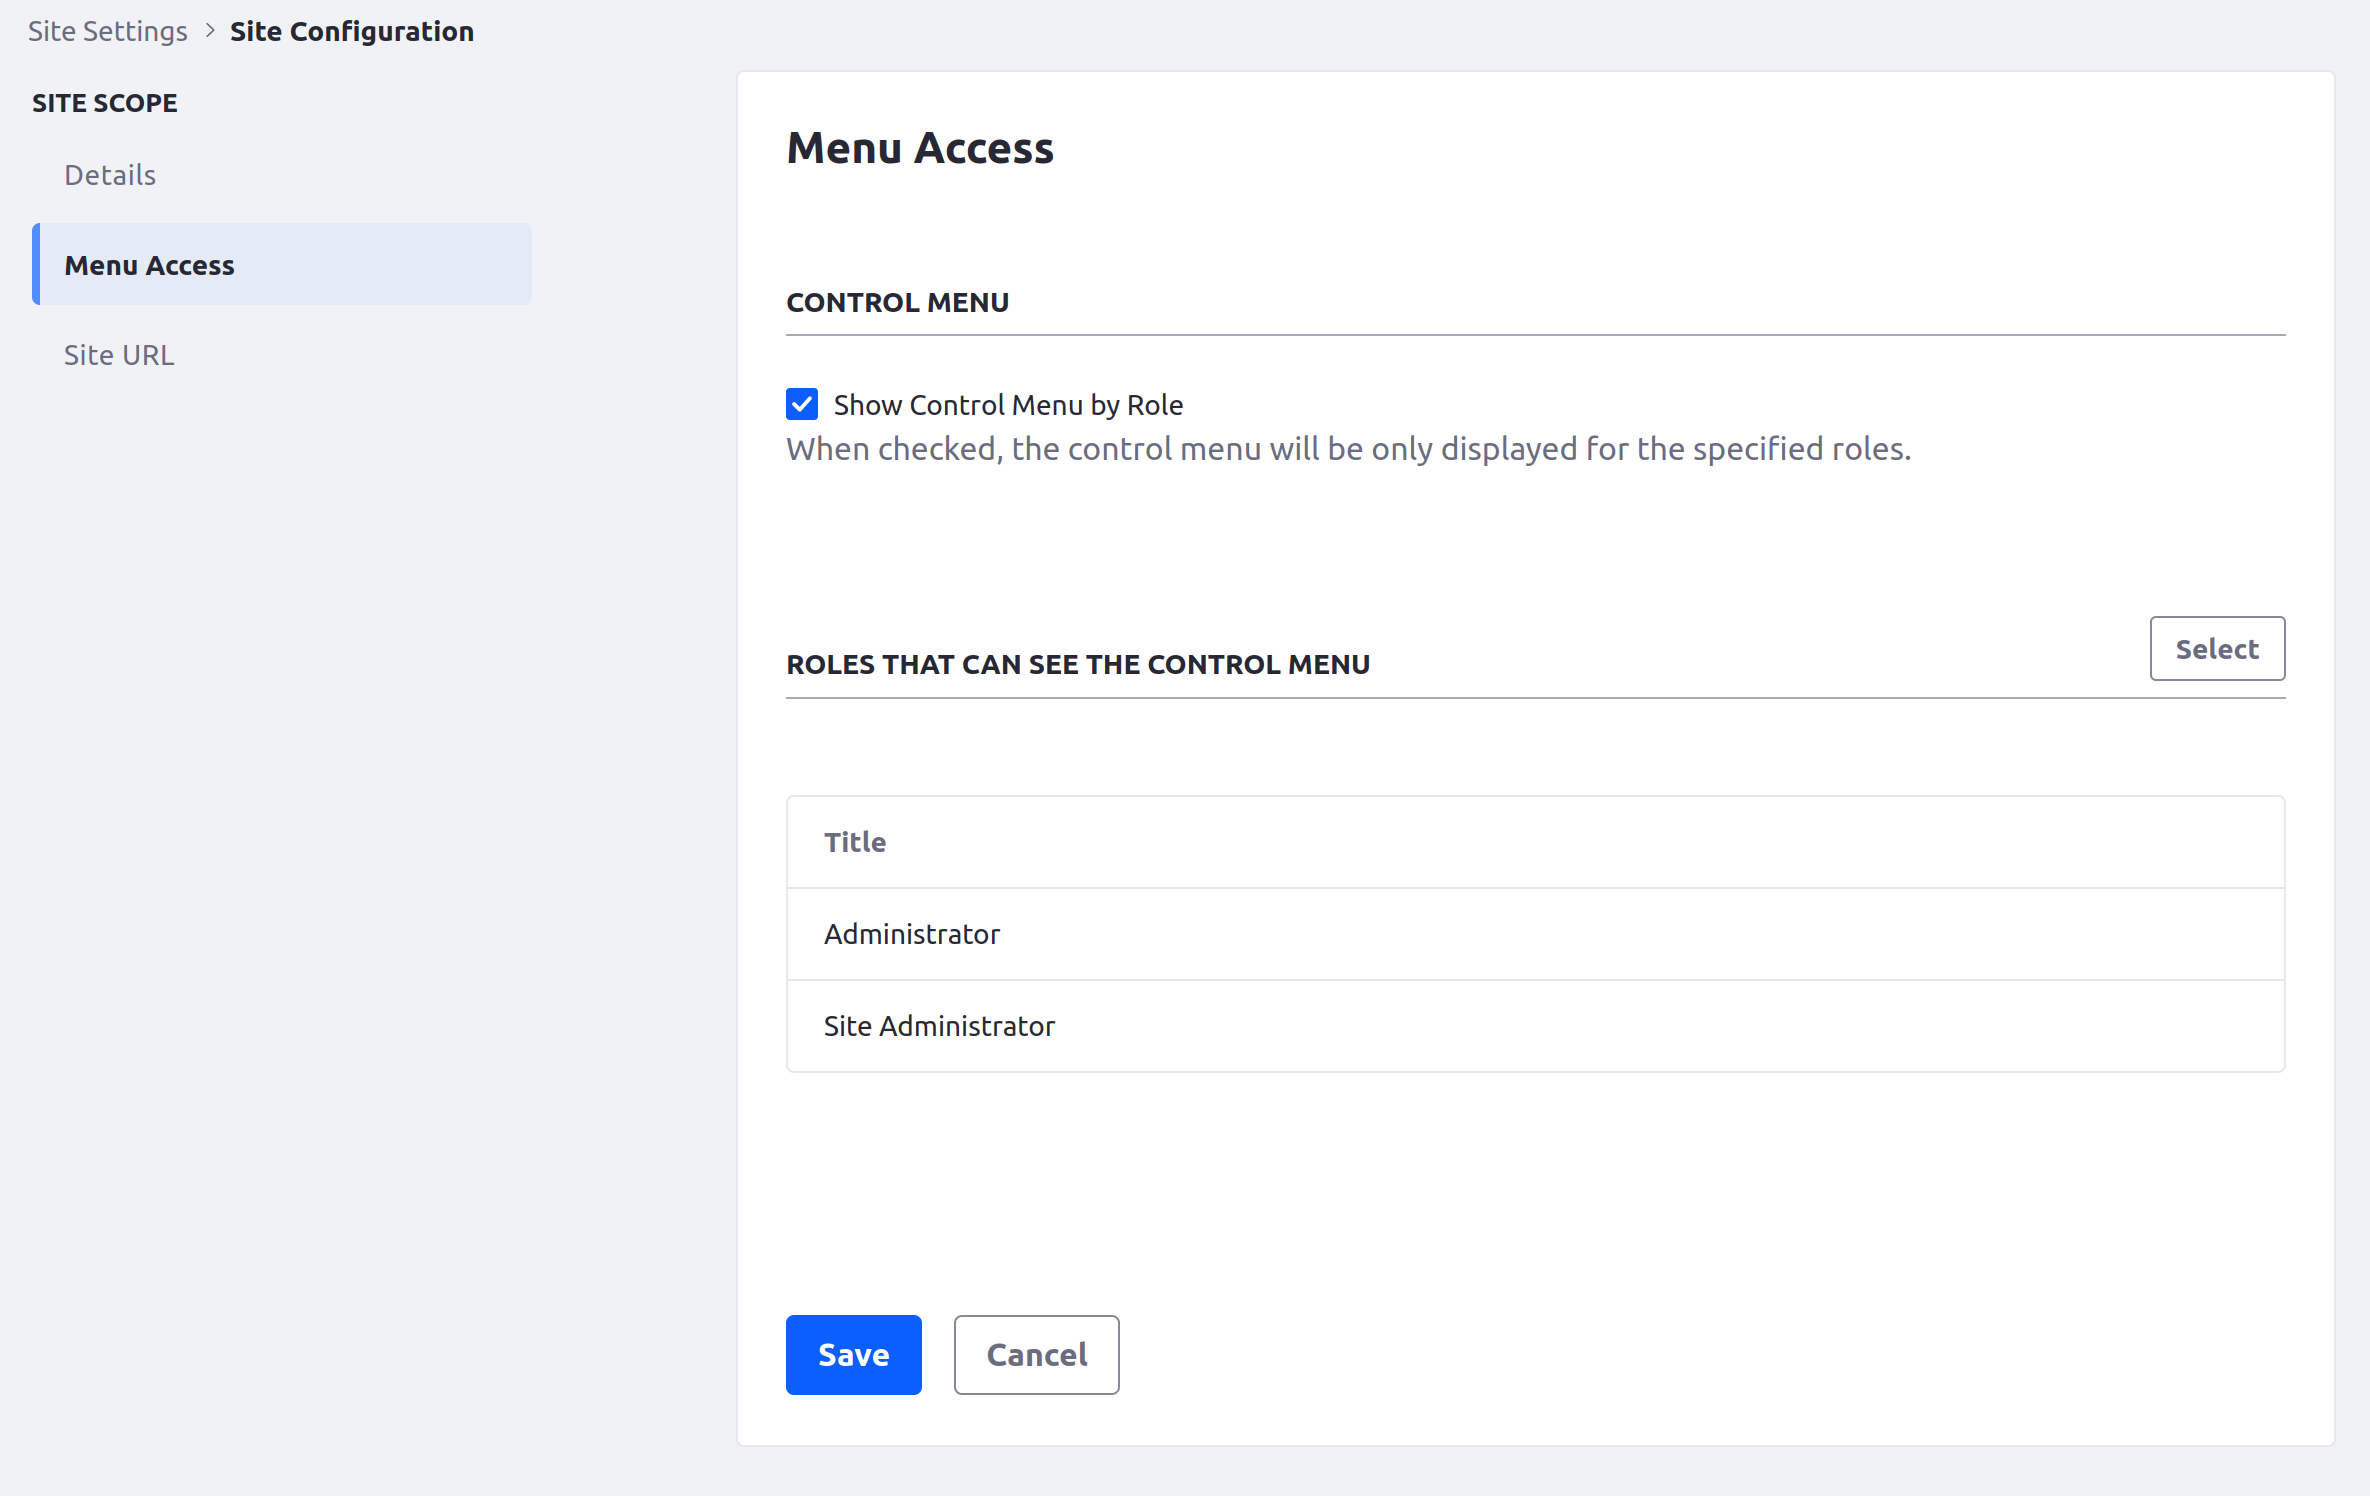 Site Settings > Site Configuration
SITE SCOPE
Details
Menu Access
Site URL
Menu Access
CONTROL MENU
Show Control Menu by Role
When checked, the control menu will be only displayed for the specified roles.
ROLES THAT CAN SEE THE CONTROL MENU
Select
Title
Administrator
Site Administrator
Save
Cancel